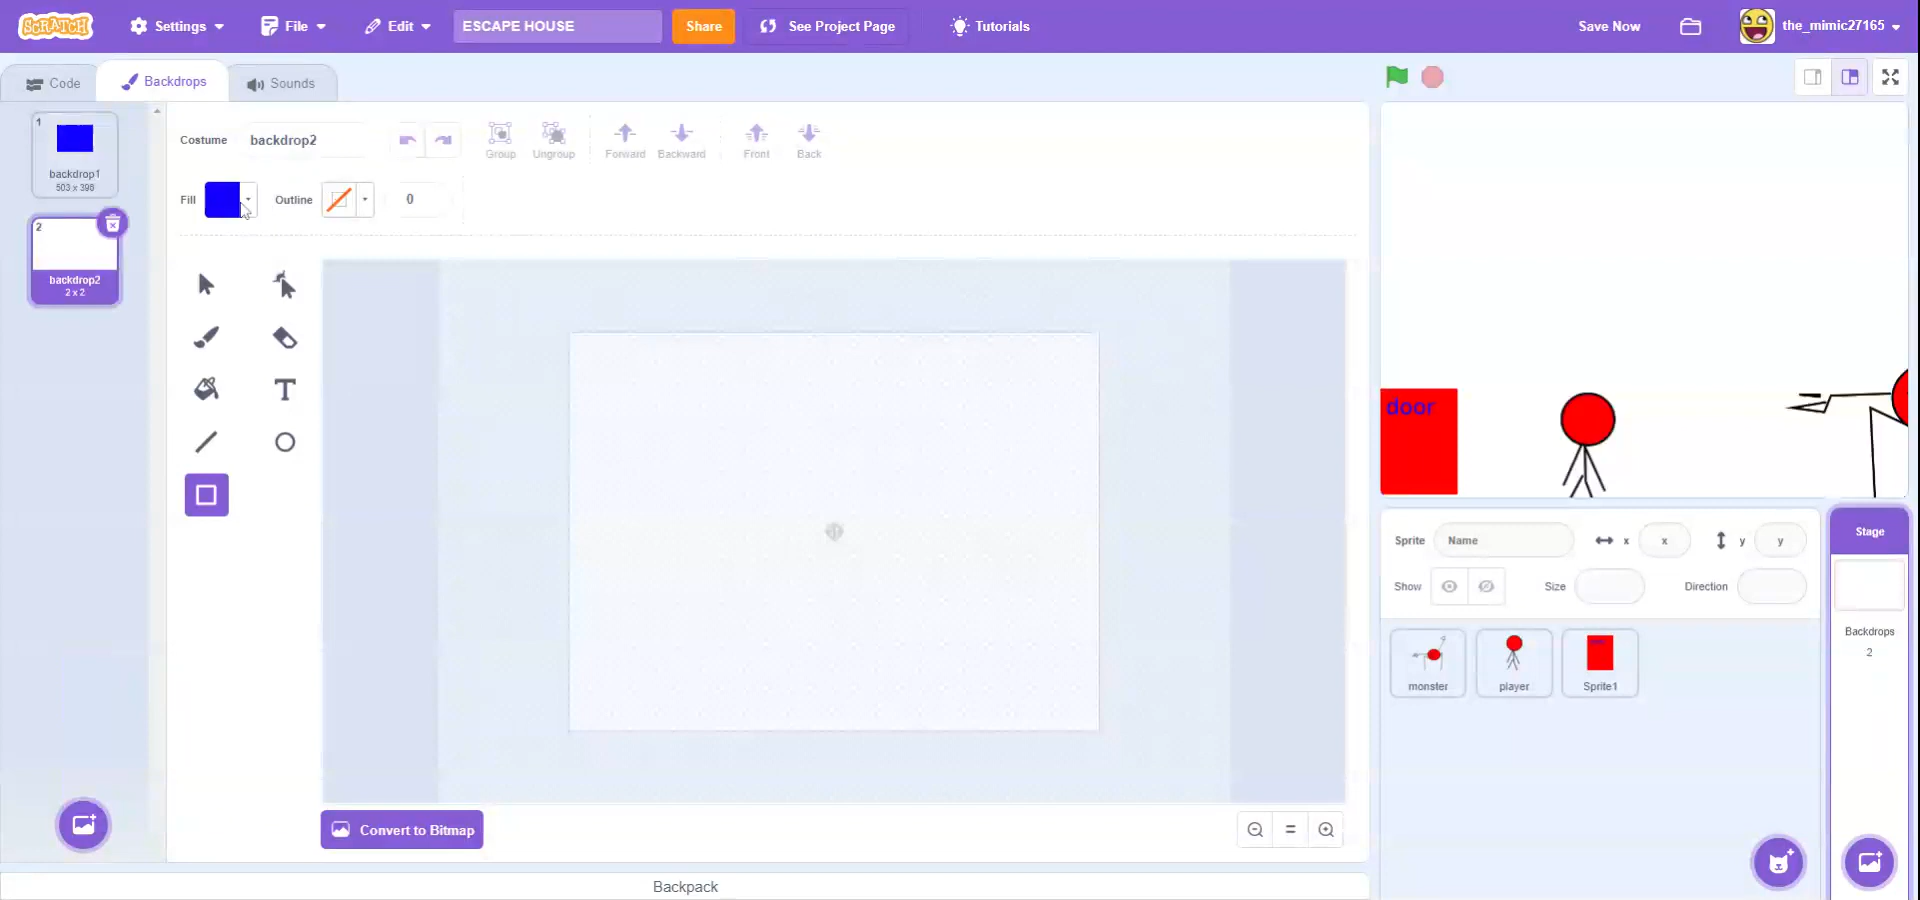 SCRATCH
Settings
File
Edit
ESCAPE HOUSE
Share
See Project Page
Tutorials
Save Now
the_mimic27165
Code
Backdrops
Sounds
1
backdrop1
503 x 398
2
backdrop2
2 x 2
Costume
backdrop2
Group
Ungroup
Forward
Backward
Front
Back
Fill
Outline
0
T
Convert to Bitmap
Backpack
door
Sprite
Name
x
x
y
y
Show
Size
Direction
monster
player
Sprite1
Stage
Backdrops
2